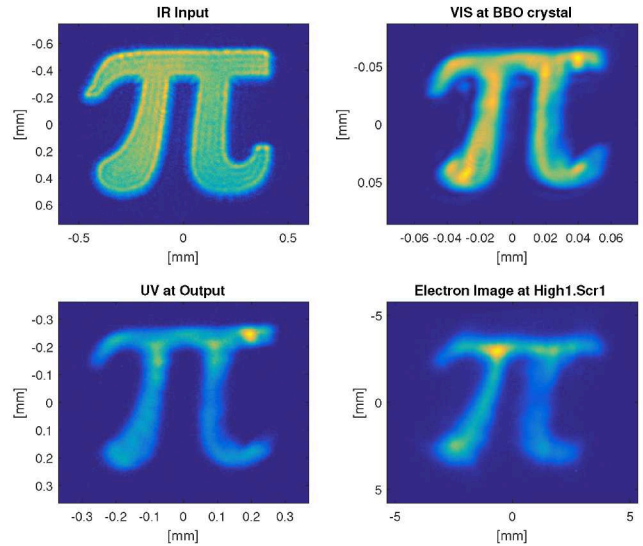 IR Input
-0.6
-0.4
-0.2
0
0.2
0.4
0.6
[mm]
-0.5 0 0.5
[mm]
VIS at BBO crystal
-0.05
0
0.05
[mm]
-0.06 -0.04 -0.02 0 0.02 0.04 0.06
[mm]
UV at Output
-0.3
-0.2
-0.1
0
0.1
0.2
0.3
[mm]
-0.3 -0.2 -0.1 0 0.1 0.2 0.3
[mm]
Electron Image at High1.Scr1
-5
0
5
[mm]
-5 0 5
[mm]
π
π
π
π